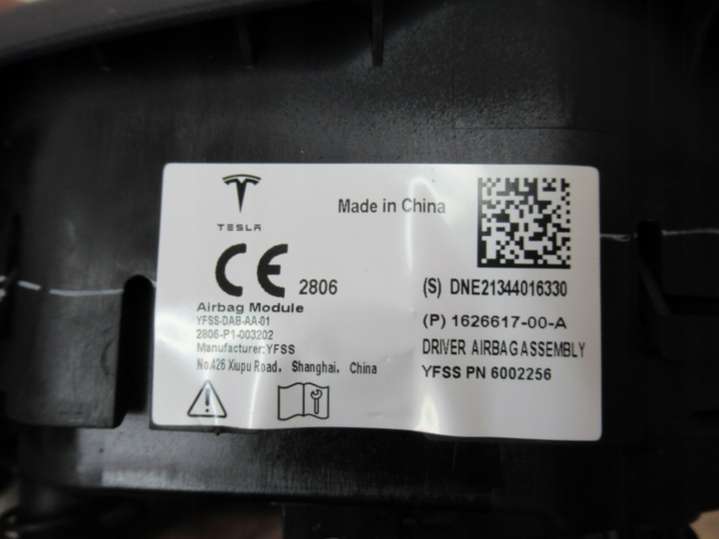 TESLA
Made in China
CE 2806
(S) DNE21344016330
Airbag Module
YFSS-DAB-AA-01
2806-P1-003202
Manufacturer:YFSS
No.426 Xiupu Road, Shanghai, China
(P) 1626617-00-A
DRIVER AIRBAG ASSEMBLY
YFSS PN 6002256